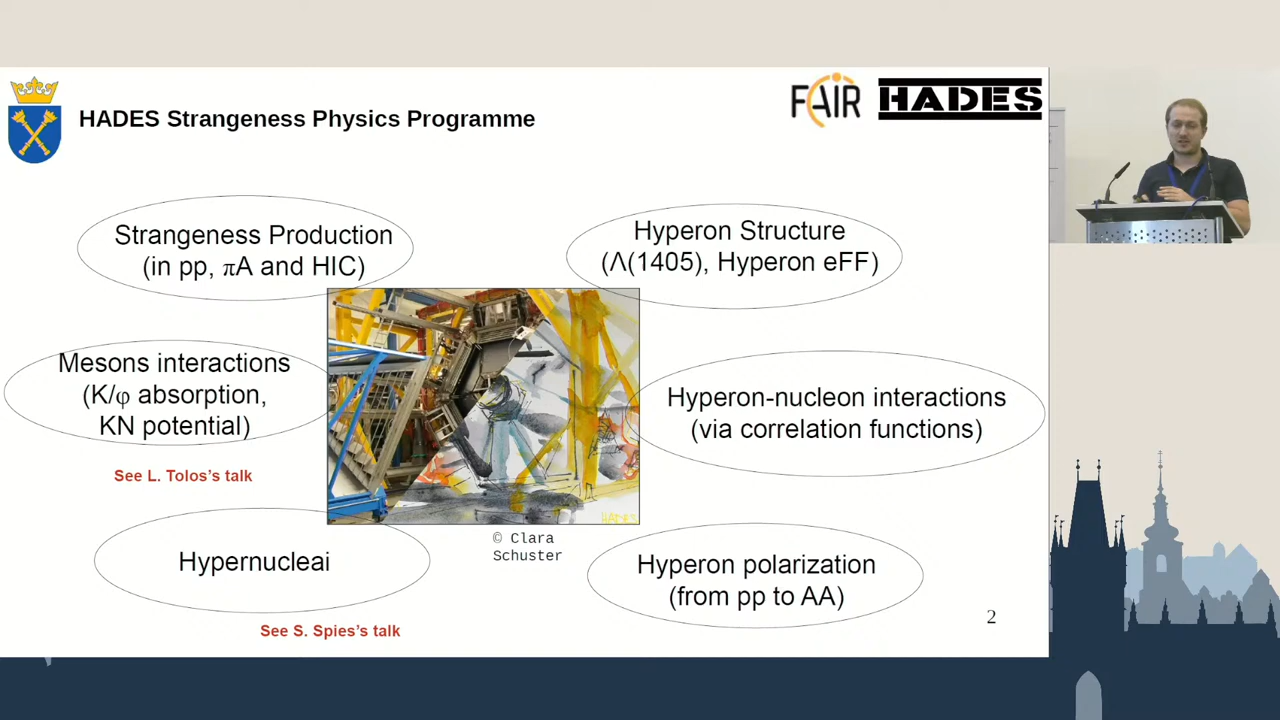 HADES Strangeness Physics Programme
FAIR
HADES
Strangeness Production
(in pp, πA and HIC)
Hyperon Structure
(Λ(1405), Hyperon eFF)
Mesons interactions
(K/φ absorption,
KN potential)
See L. Tolos's talk
Hyperon-nucleon interactions
(via correlation functions)
HADES
© Clara
Schuster
Hypernucleai
See S. Spies's talk
Hyperon polarization
(from pp to AA)
2